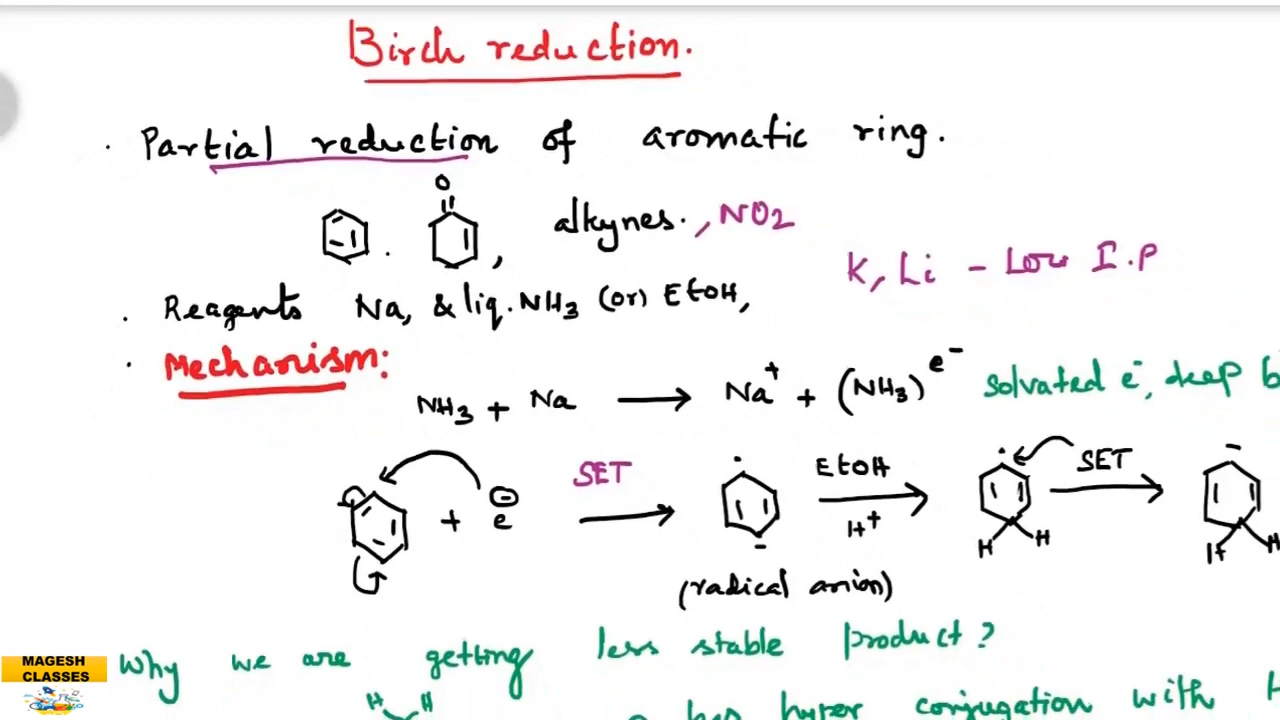 Birch reduction.
. Partial reduction of aromatic ring.
O
, alkynes. , NO2
K, Li - Low I.P
. Reagents Na, & liq. NH3 (or) EtOH,
. Mechanism:
NH3 + Na → Na+ + (NH3) e- solvated e-, deep b
+ e ⊖ SET → EtOH H+ → H H SET → H H
(radical anion)
Why we are getting less stable product?
H H
has hyper conjugation with
MAGESH
CLASSES